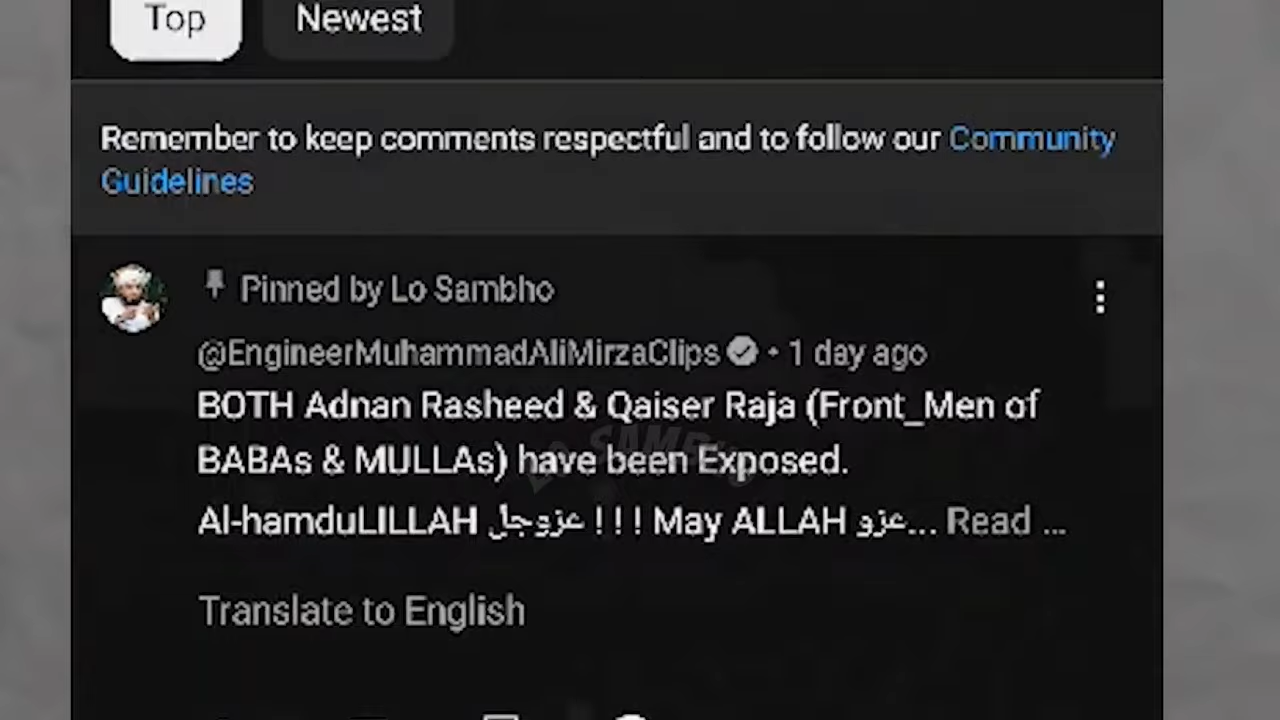 Top
Newest
Remember to keep comments respectful and to follow our Community
Guidelines
Pinned by Lo Sambho
@EngineerMuhammadAliMirzaClips • 1 day ago
BOTH Adnan Rasheed & Qaiser Raja (Front_Men of
BABAs & MULLAs) have been Exposed.
LO SAMBHO
Al-hamduLILLAH عزوجل ! ! ! May ALLAH عزو... Read ...
Translate to English